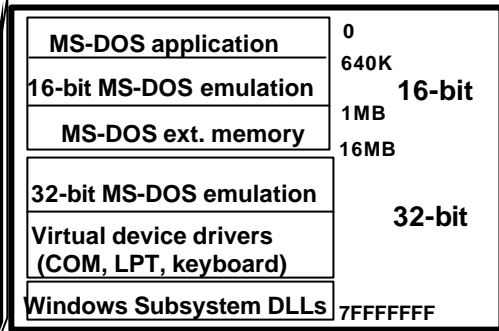 MS-DOS application
0
640K
16-bit MS-DOS emulation
16-bit
1MB
MS-DOS ext. memory
16MB
32-bit MS-DOS emulation
32-bit
Virtual device drivers
(COM, LPT, keyboard)
Windows Subsystem DLLs
7FFFFFFF